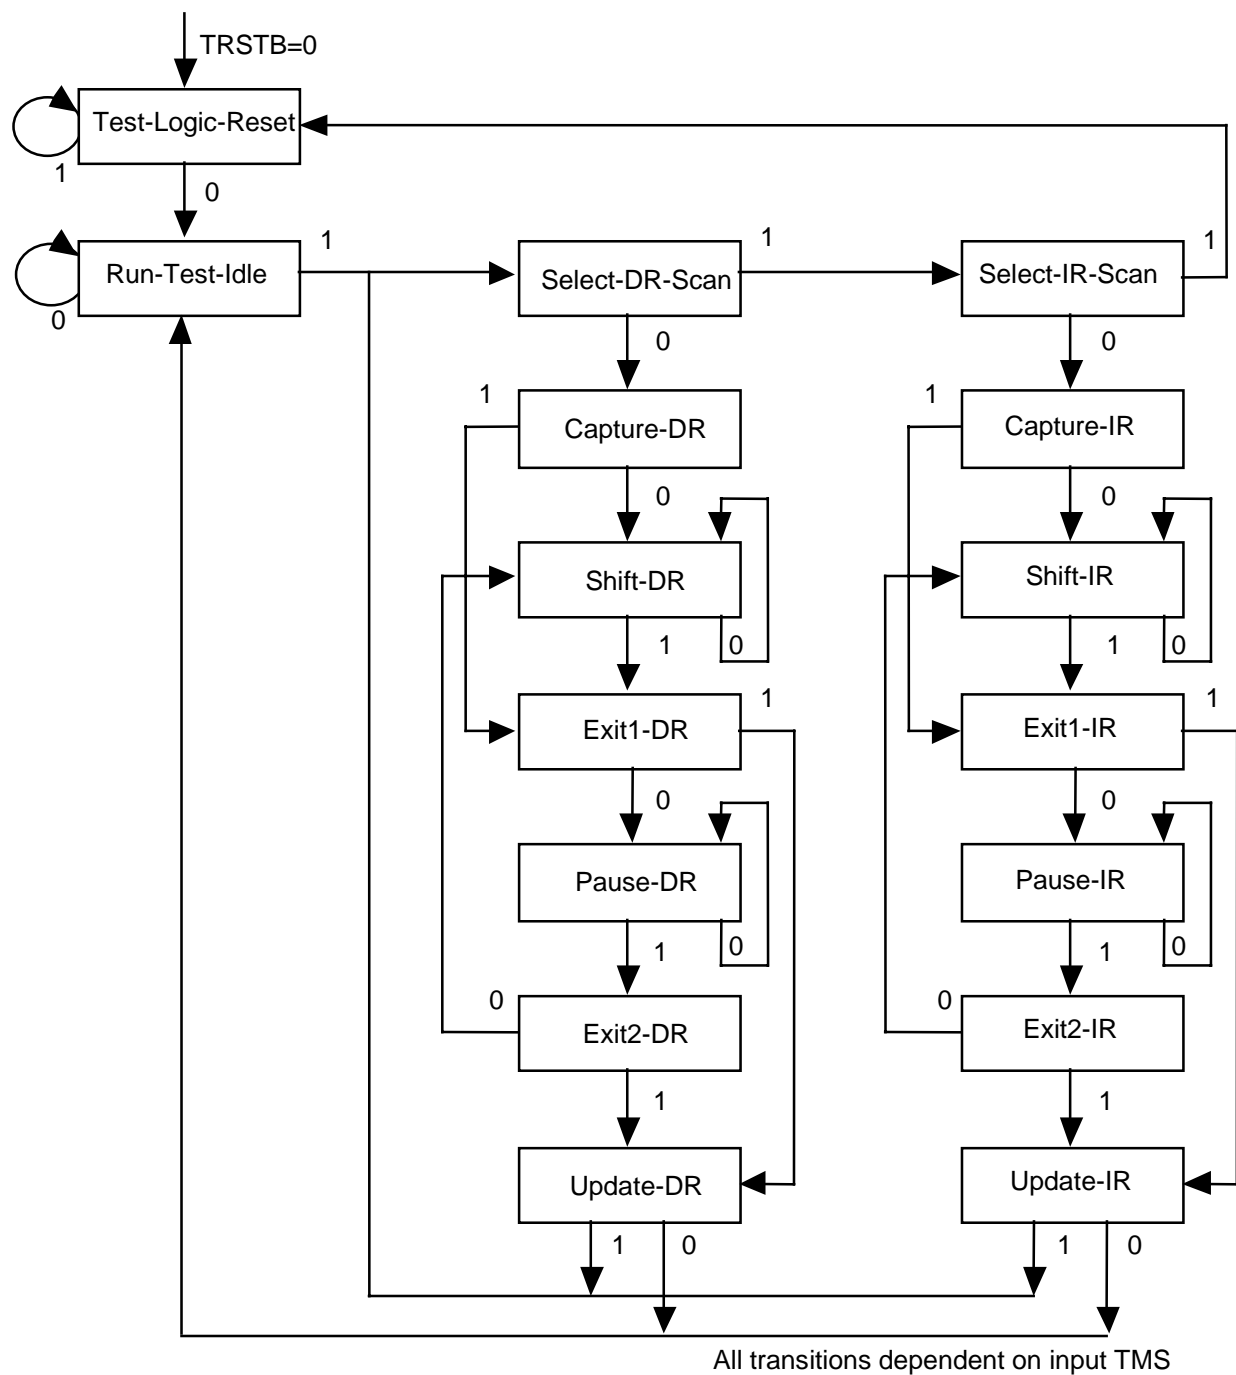 TRSTB=0
Test-Logic-Reset
1
0
Run-Test-Idle
0
1
Select-DR-Scan
1
Select-IR-Scan
1
0
0
1
Capture-DR
1
Capture-IR
0
0
Shift-DR
Shift-IR
1
0
1
0
Exit1-DR
1
Exit1-IR
1
0
0
Pause-DR
Pause-IR
1
0
1
0
0
Exit2-DR
0
Exit2-IR
1
1
Update-DR
Update-IR
1
0
1
0
All transitions dependent on input TMS